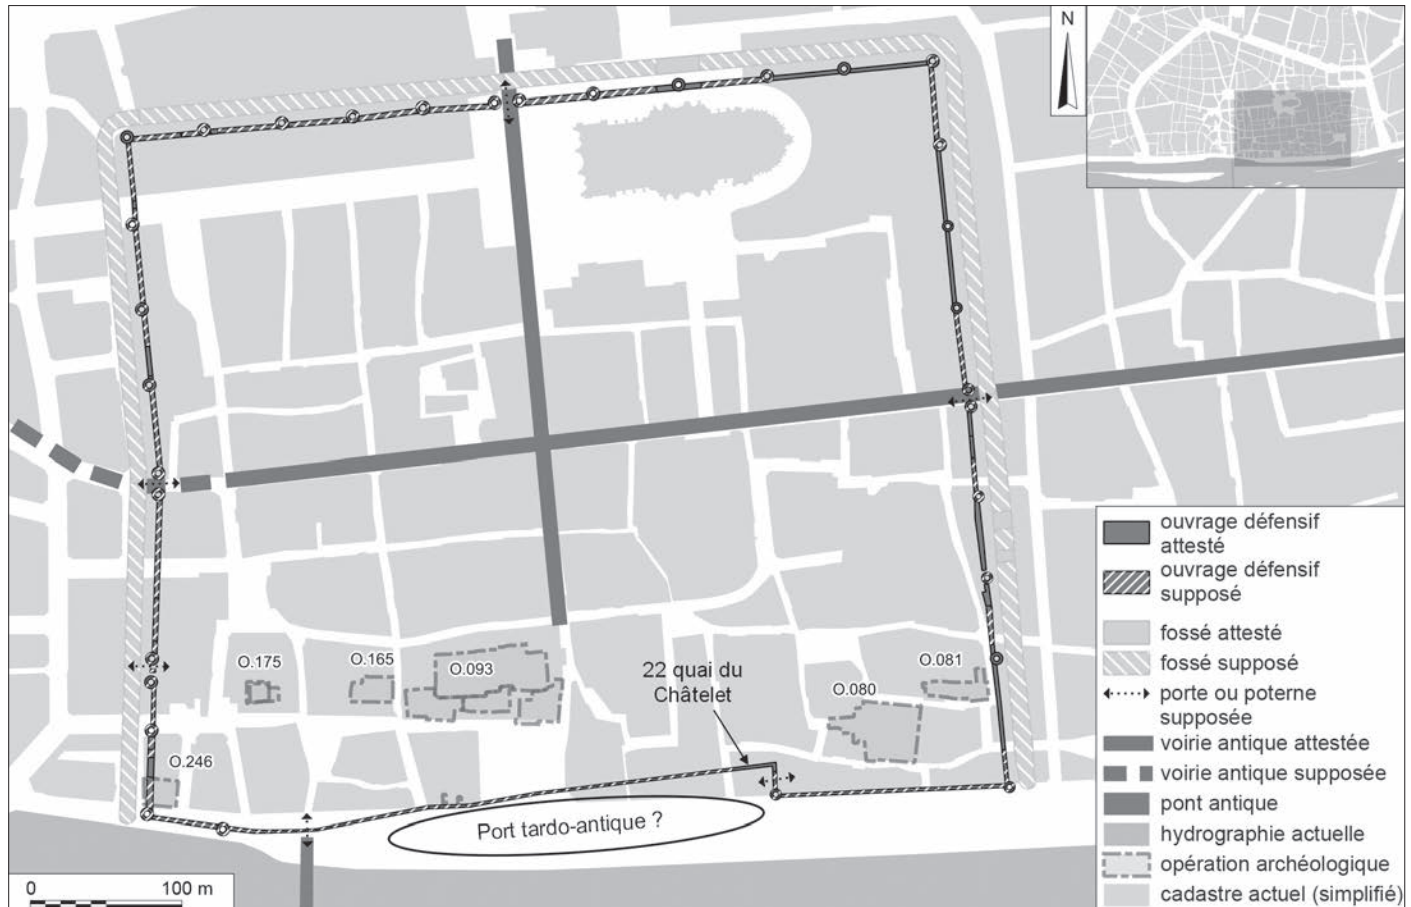 N
O.175
O.165
O.093
O.246
22 quai du
Châtelet
O.080
O.081
Port tardo-antique ?
0
100 m
ouvrage défensif
attesté
ouvrage défensif
supposé
fossé attesté
fossé supposé
porte ou poterne
supposée
voirie antique attestée
voirie antique supposée
pont antique
hydrographie actuelle
opération archéologique
cadastre actuel (simplifié)